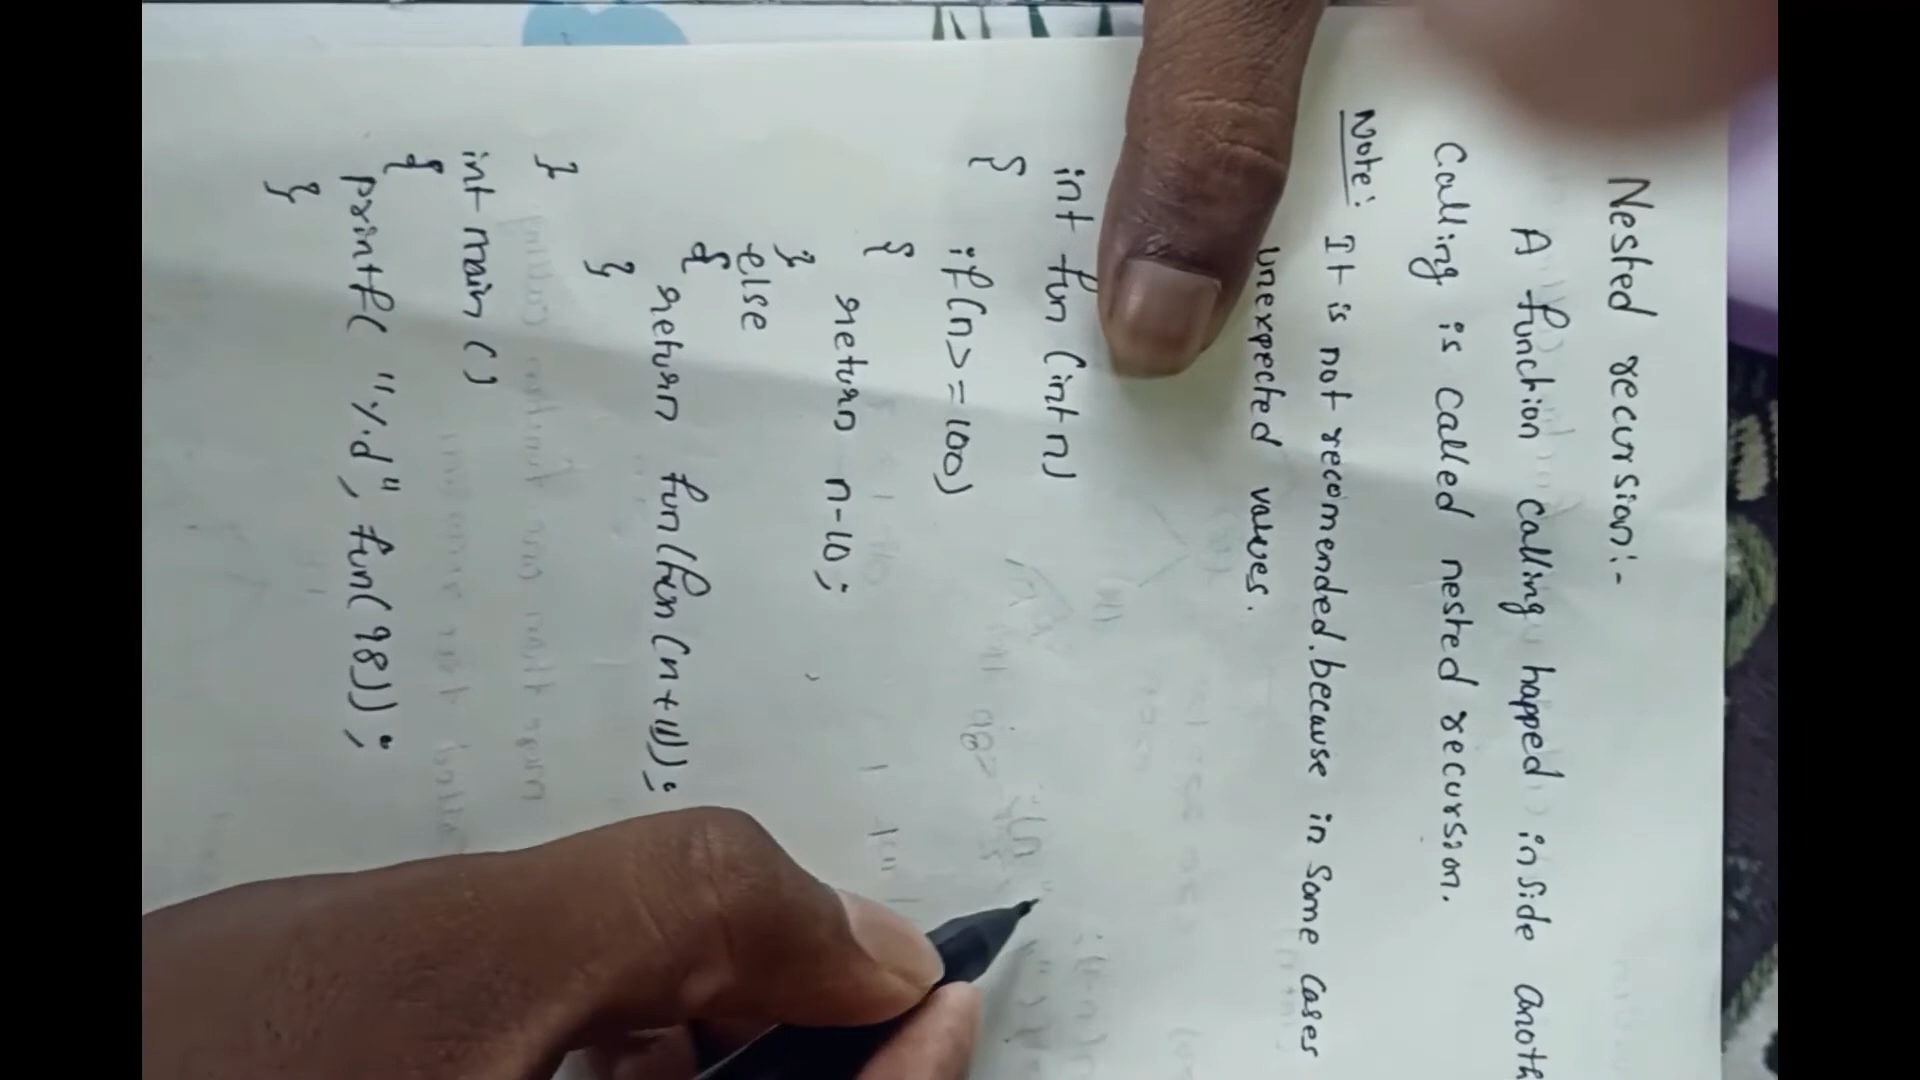 Nested recursion:-
A function calling happed inside anoth
Calling is called nested recursion.
Note: It is not recomended. because in some cases
unexpected values.
int fun (int n)
{
if(n>=100)
{
return n-10;
}
else
{
return fun(fun(n+11));
}
}
int main ()
{
printf("%d", fun(98));
}